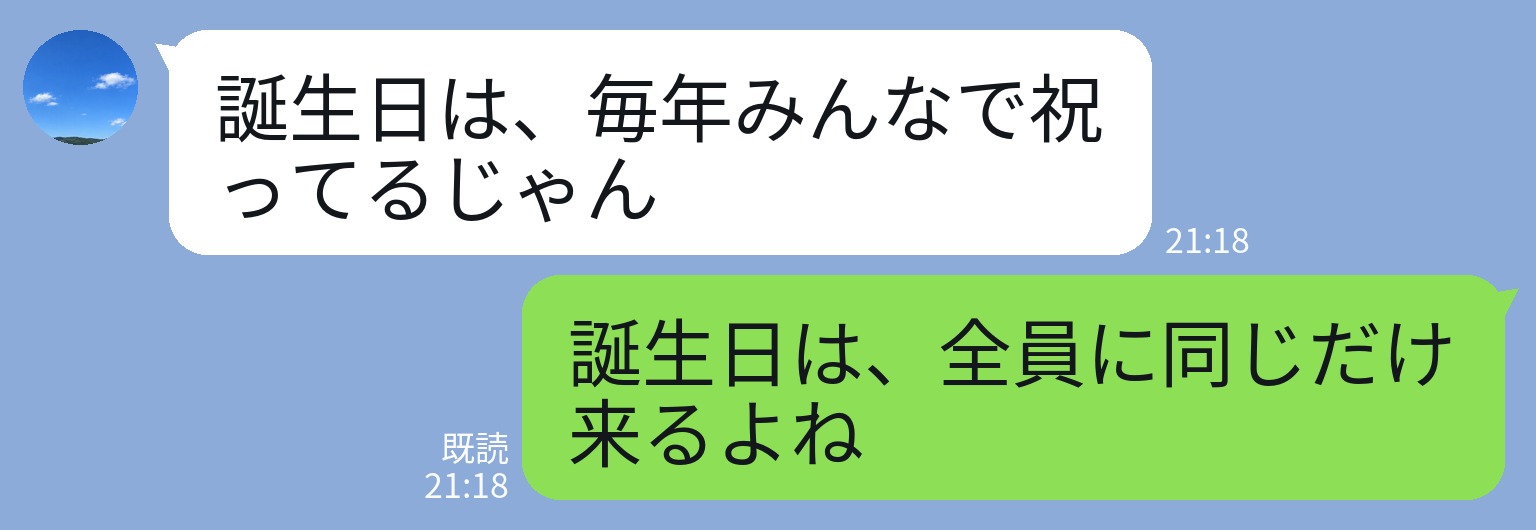 誕生日は、毎年みんなで祝
ってるじゃん
21:18
誕生日は、全員に同じだけ
来るよね
既読
21:18